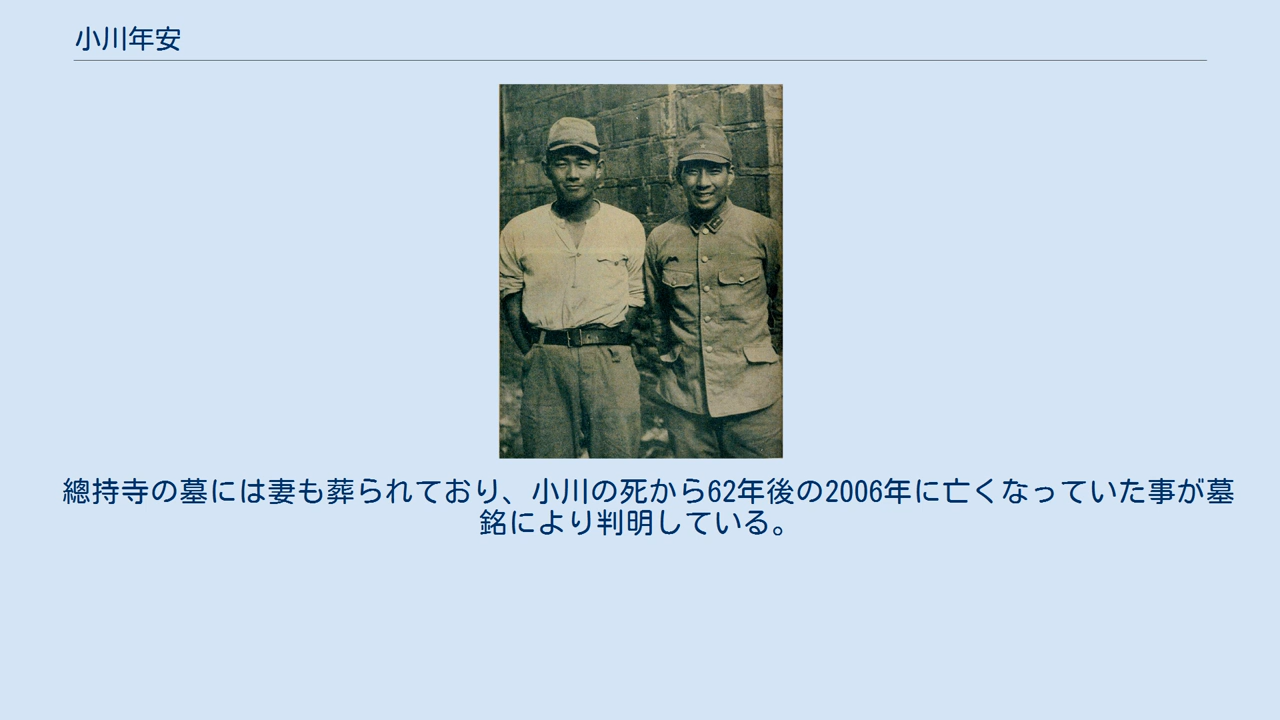 小川年安
總持寺の墓には妻も葬られており、小川の死から62年後の2006年に亡くなっていた事が墓
銘により判明している。